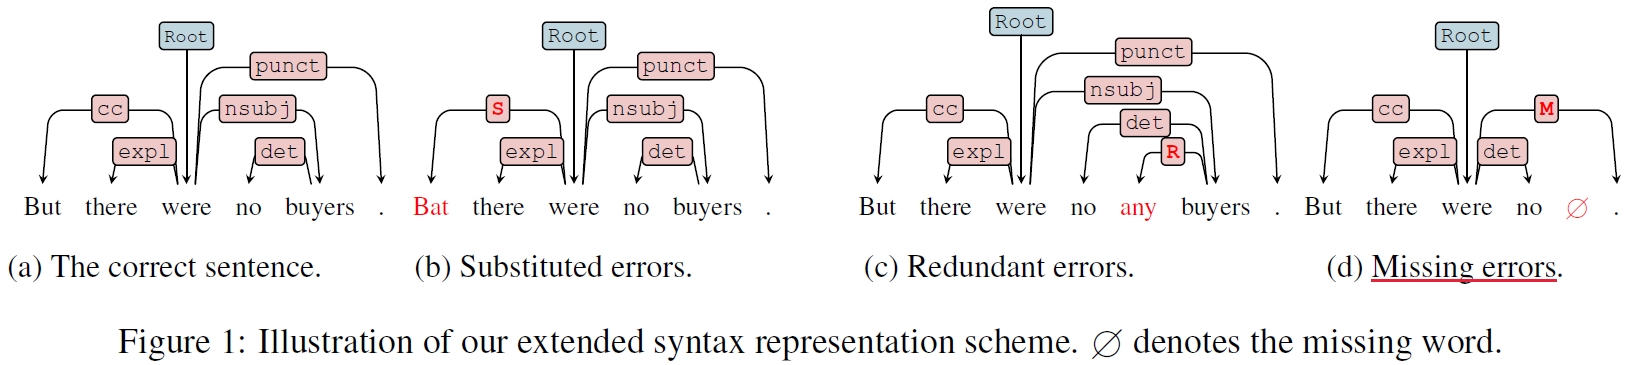 Root
punct
cc
nsubj
expl
det
But there were no buyers .
(a) The correct sentence.
Root
punct
S
nsubj
expl
det
Bat there were no buyers .
(b) Substituted errors.
Root
punct
nsubj
cc
det
expl
R
But there were no any buyers .
(c) Redundant errors.
Root
cc
M
expl
det
But there were no ∅ .
(d) Missing errors.
Figure 1: Illustration of our extended syntax representation scheme. ∅ denotes the missing word.